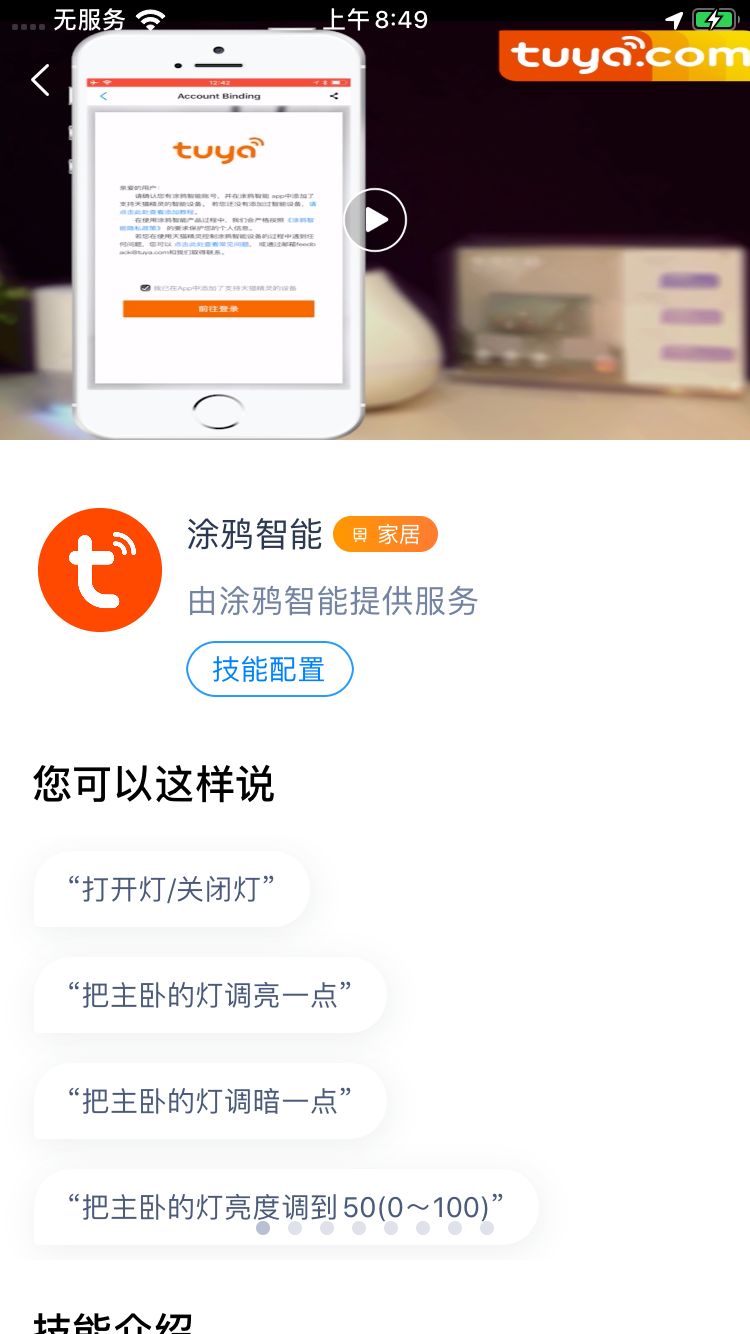 无服务
上午8:49
tuya.com
12:42
Account Binding
tuya
亲爱的用户：
请确认您有涂鸦智能账号，并在涂鸦智能 app中添加了
支持天猫精灵的智能设备。若您还没有添加过智能设备，请
点击此处查看添加教程。
在使用涂鸦智能产品过程中，我们会严格按照《涂鸦智
能隐私政策》的要求保护您的个人信息。
若您在使用天猫精灵控制涂鸦智能设备的过程中遇到任
何问题，您可以 点击此处查看常见问题，或通过邮箱feedb
ack@tuya.com和我们取得联系。
我已在App中添加了支持天猫精灵的设备
前往登录
涂鸦智能
家居
由涂鸦智能提供服务
技能配置
您可以这样说
“打开灯/关闭灯”
“把主卧的灯调亮一点”
“把主卧的灯调暗一点”
“把主卧的灯亮度调到50(0～100)”
技能介绍